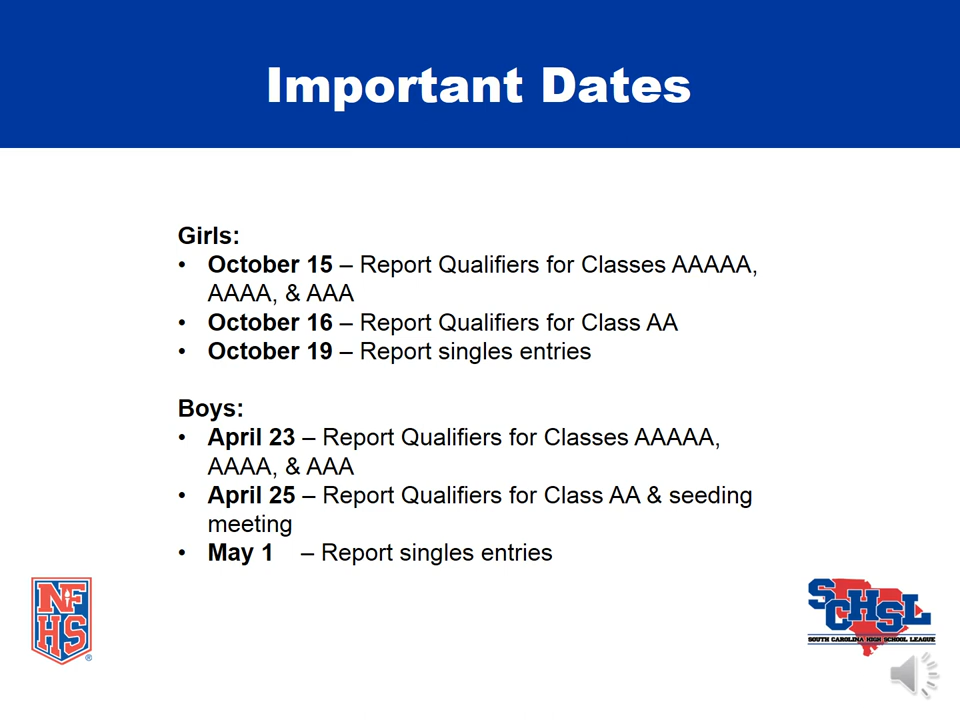 Important Dates
Girls:
• October 15 – Report Qualifiers for Classes AAAAA,
AAAA, & AAA
• October 16 – Report Qualifiers for Class AA
• October 19 – Report singles entries
Boys:
• April 23 – Report Qualifiers for Classes AAAAA,
AAAA, & AAA
• April 25 – Report Qualifiers for Class AA & seeding
meeting
• May 1 – Report singles entries
NF
HS
®
SCHSL
SOUTH CAROLINA HIGH SCHOOL LEAGUE